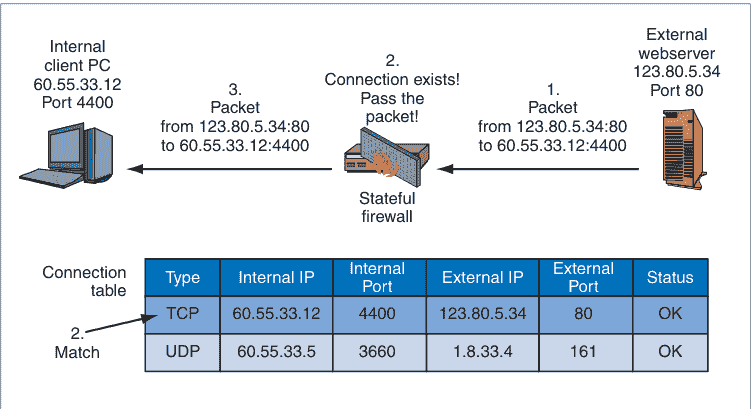 Internal
client PC
60.55.33.12
Port 4400
3.
Packet
from 123.80.5.34:80
to 60.55.33.12:4400
2.
Connection exists!
Pass the
packet!
Stateful
firewall
1.
Packet
from 123.80.5.34:80
to 60.55.33.12:4400
External
webserver
123.80.5.34
Port 80
Connection
table
2.
Match
Type Internal IP Internal Port External IP External Port Status
TCP 60.55.33.12 4400 123.80.5.34 80 OK
UDP 60.55.33.5 3660 1.8.33.4 161 OK